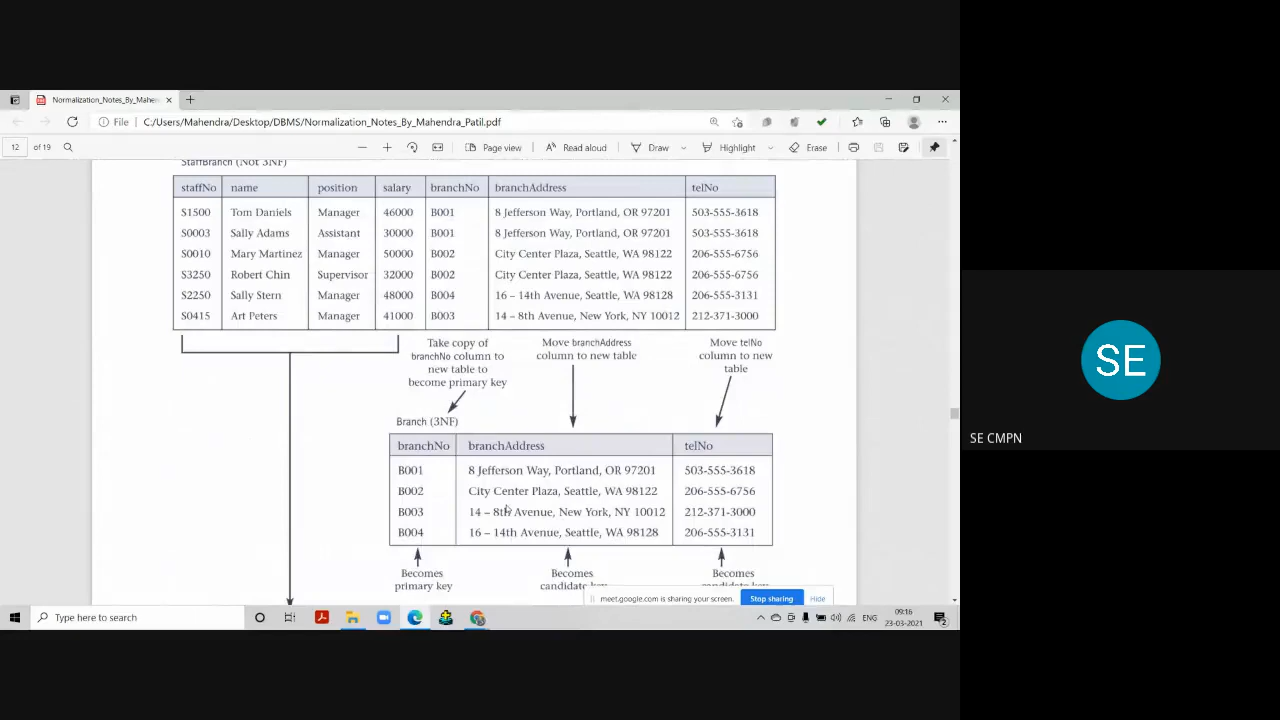 Normalization_Notes_By_Mahen
File
C:/Users/Mahendra/Desktop/DBMS/Normalization_Notes_By_Mahendra_Patil.pdf
12 of 19
Page view
Read aloud
Draw
Highlight
Erase
StaffBranch (Not 3NF)
staffNo name position salary branchNo branchAddress telNo
S1500 Tom Daniels Manager 46000 B001 8 Jefferson Way, Portland, OR 97201 503-555-3618
S0003 Sally Adams Assistant 30000 B001 8 Jefferson Way, Portland, OR 97201 503-555-3618
S0010 Mary Martinez Manager 50000 B002 City Center Plaza, Seattle, WA 98122 206-555-6756
S3250 Robert Chin Supervisor 32000 B002 City Center Plaza, Seattle, WA 98122 206-555-6756
S2250 Sally Stern Manager 48000 B004 16 – 14th Avenue, Seattle, WA 98128 206-555-3131
S0415 Art Peters Manager 41000 B003 14 – 8th Avenue, New York, NY 10012 212-371-3000
Take copy of
branchNo column to
new table to
become primary key
Move branchAddress
column to new table
Move telNo
column to new
table
Branch (3NF)
branchNo branchAddress telNo
B001 8 Jefferson Way, Portland, OR 97201 503-555-3618
B002 City Center Plaza, Seattle, WA 98122 206-555-6756
B003 14 – 8th Avenue, New York, NY 10012 212-371-3000
B004 16 – 14th Avenue, Seattle, WA 98128 206-555-3131
Becomes
primary key
Becomes
candidate key
Becomes
candidate key
meet.google.com is sharing your screen.
Stop sharing
Hide
Type here to search
ENG
09:16
23-03-2021
2
SE
SE CMPN